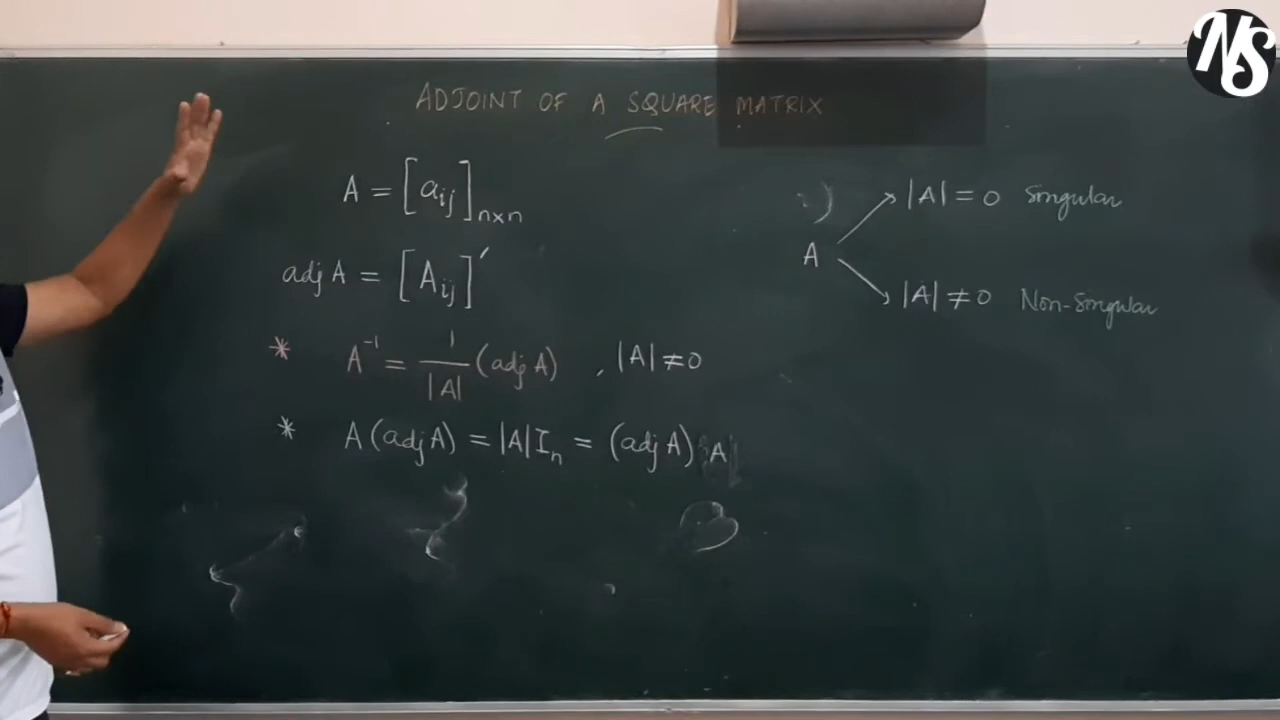 NS
ADJOINT OF A SQUARE MATRIX
A = [aij]n×n
adj A = [Aij]′
* A⁻¹ = 1/|A| (adj A) , |A| ≠ 0
* A (adj A) = |A| In = (adj A) A
A
|A| = 0 Singular
|A| ≠ 0 Non-Singular